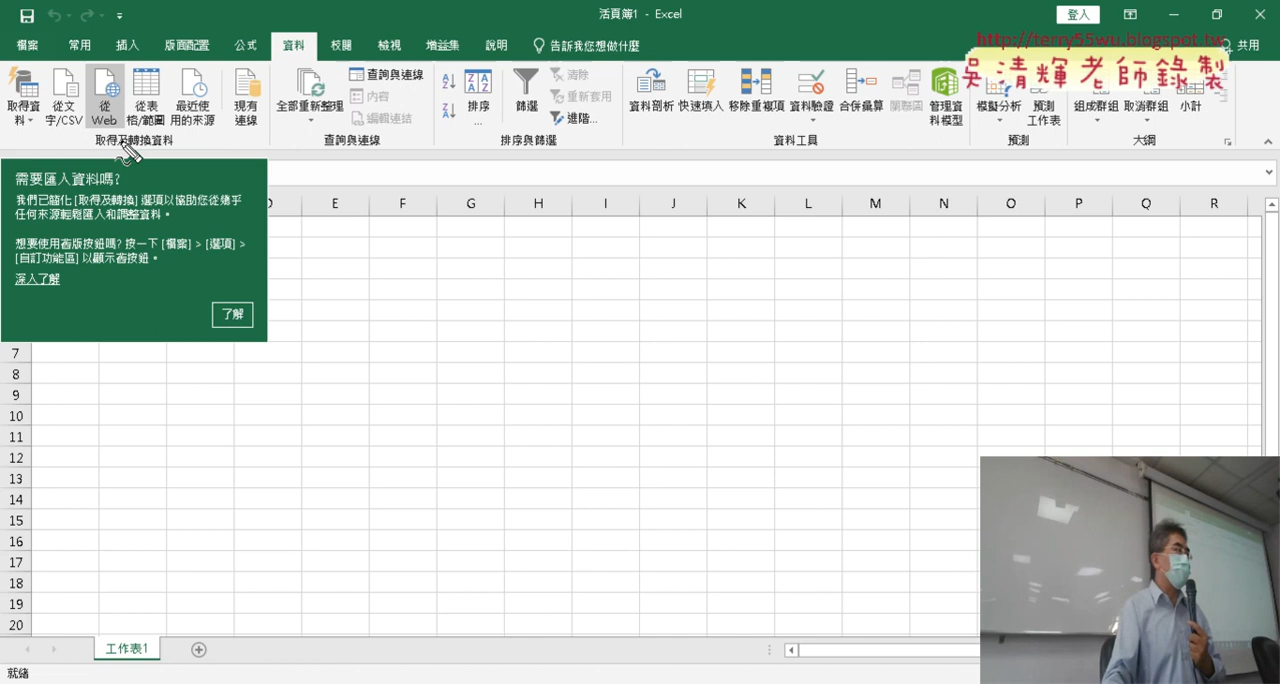 活頁簿1 - Excel
登入
檔案 常用 插入 版面配置 公式 資料 校閱 檢視 增益集 說明 告訴我您想做什麼 共用
http://terry55wu.blogspot.tw
吳清輝老師錄製
取得資料
從文字/CSV
從 Web
從表格/範圍
最近使用的來源
現有連線
取得及轉換資料
全部重新整理
查詢與連線
內容
編輯連結
查詢與連線
排序
...
篩選
清除
重新套用
進階...
排序與篩選
資料剖析
快速填入
移除重複項
資料驗證
合併彙算
關聯圖
管理資料模型
資料工具
模擬分析
預測工作表
預測
組成群組
取消群組
小計
大綱
需要匯入資料嗎?
我們已簡化 [取得及轉換] 選項以協助您從幾乎
任何來源輕鬆匯入和調整資料。
想要使用舊版按鈕嗎? 按一下 [檔案] > [選項] >
[自訂功能區] 以顯示舊按鈕。
深入了解
了解
E F G H I J K L M N O P Q R
7
8
9
10
11
12
13
14
15
16
17
18
19
20
工作表1
就緒